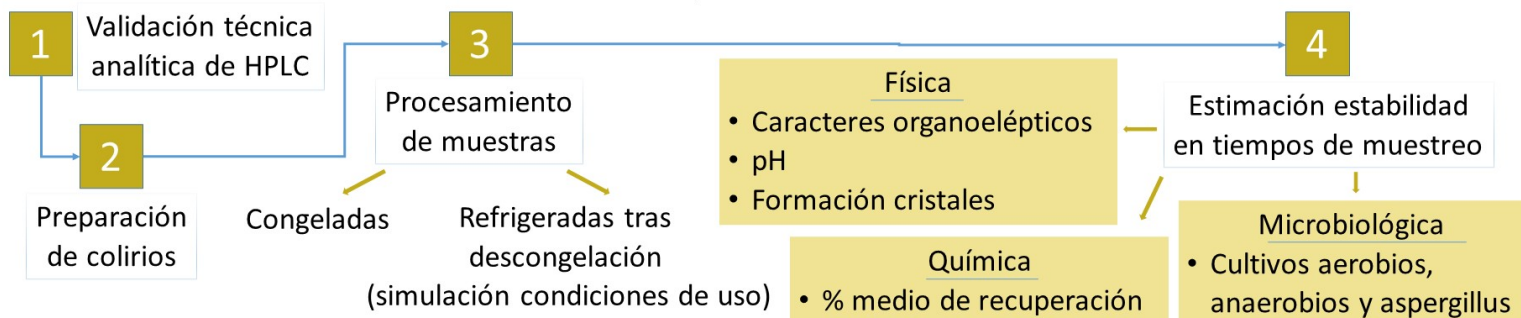 1
Validación técnica
analítica de HPLC
2
Preparación
de colirios
3
Procesamiento
de muestras
Congeladas
Refrigeradas tras
descongelación
(simulación condiciones de uso)
4
Estimación estabilidad
en tiempos de muestreo
Física
• Caracteres organoelépticos
• pH
• Formación cristales
Química
• % medio de recuperación
Microbiológica
• Cultivos aerobios,
anaerobios y aspergillus